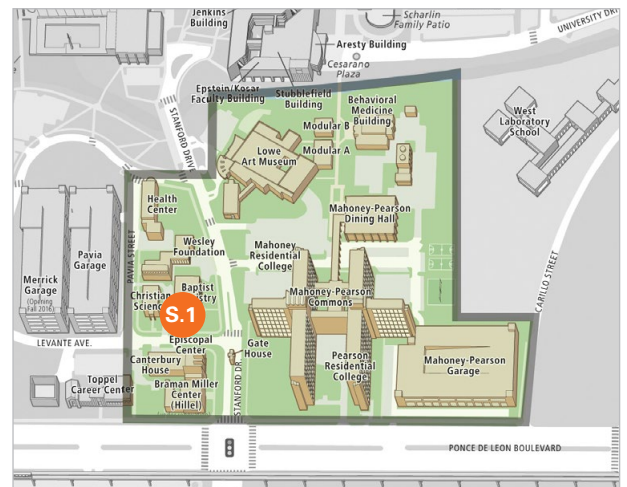 Jenkins
Building
Scharlin
Family Patio
UNIVERSITY DRI
Aresty Building
Cesarano
Plaza
Epstein/Kosar
Faculty Building
Stubblefield
Building
Behavioral
Medicine
Building
West
Laboratory
School
STANFORD DRIVE
Modular B
Modular A
Lowe
Art Museum
Health
Center
Mahoney-Pearson
Dining Hall
PAVIA STREET
Wesley
Foundation
Mahoney
Residential
College
Pavia
Garage
Merrick
Garage
(Opening
Fall 2016)
CARILLO STREET
Baptist
istry
Christian
Scienc
S.1
Mahoney-Pearson
Commons
LEVANTE AVE.
Episcopal
Center
Gate
House
Canterbury
House
Pearson
Residential
College
Mahoney-Pearson
Garage
Toppel
Career Center
Braman Miller
Center
(Hillel)
STANFORD DR.
PONCE DE LEON BOULEVARD